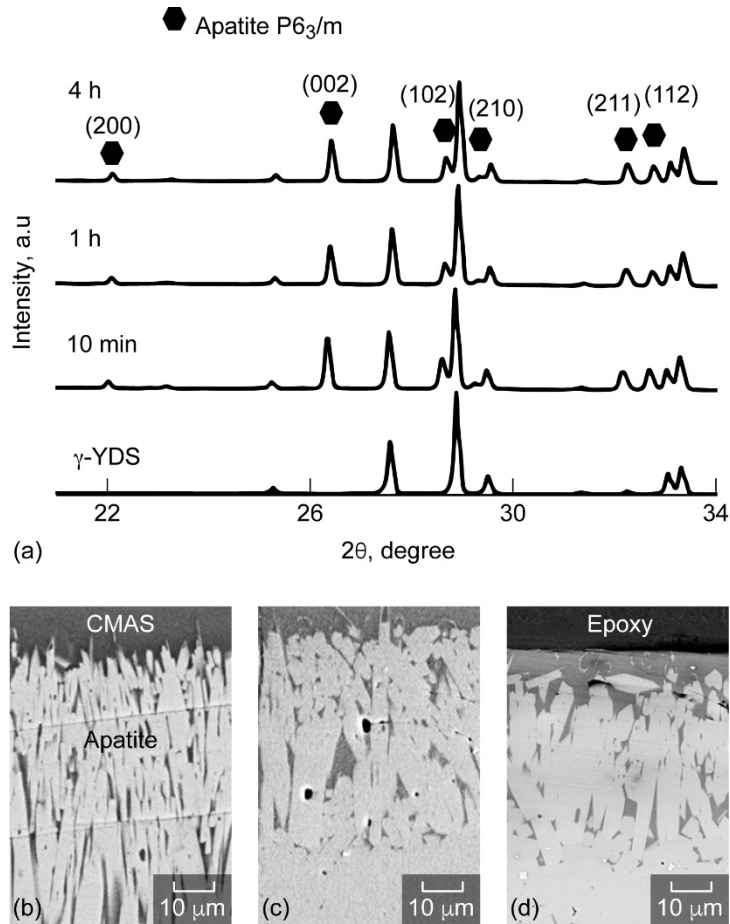 Apatite P6₃/m
4 h
(200)
(002)
(102)
(210)
(211)
(112)
1 h
10 min
γ-YDS
Intensity, a.u
22
26
30
34
(a)
2θ, degree
CMAS
Apatite
Epoxy
(b)
10 μm
(c)
10 μm
(d)
10 μm